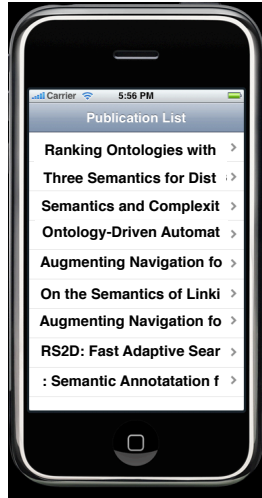 Carrier 5:56 PM
Publication List
Ranking Ontologies with
Three Semantics for Dist
Semantics and Complexit
Ontology-Driven Automat
Augmenting Navigation fo
On the Semantics of Linki
Augmenting Navigation fo
RS2D: Fast Adaptive Sear
: Semantic Annotatation f